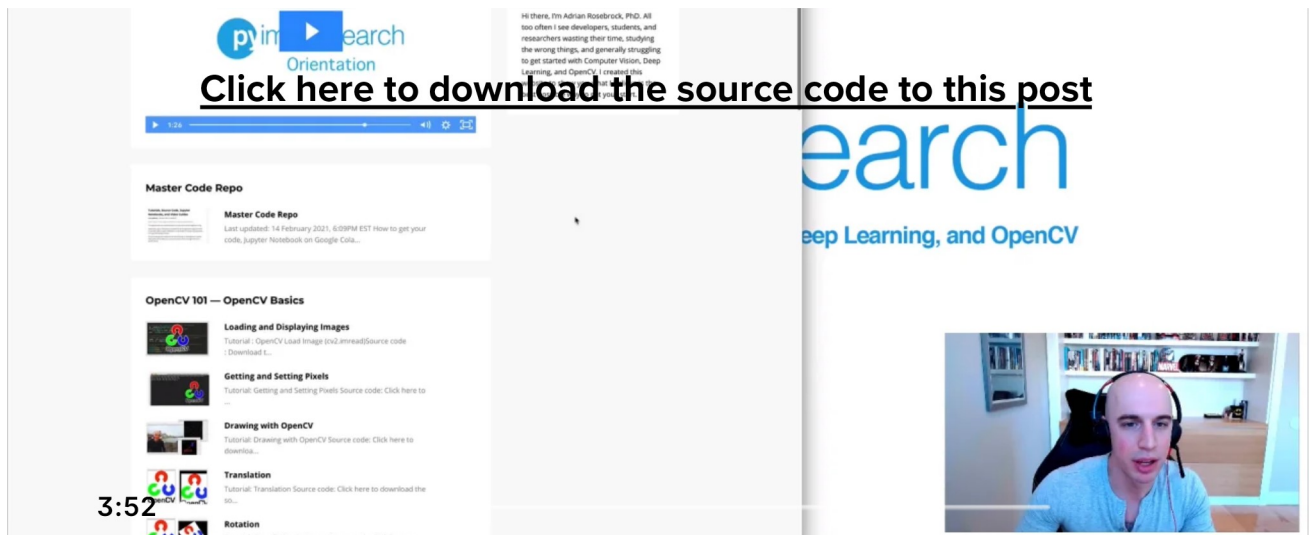 pyim earch
Orientation
Hi there, I'm Adrian Rosebrock, PhD. All
too often I see developers, students, and
researchers wasting their time, studying
the wrong things, and generally struggling
to get started with Computer Vision, Deep
Learning, and OpenCV. I created this
Click here to download the source code to this post
1:26
earch
eep Learning, and OpenCV
Master Code Repo
Master Code Repo
Last updated: 14 February 2021, 6:09PM EST How to get your
code, Jupyter Notebook on Google Cola...
OpenCV 101 — OpenCV Basics
Loading and Displaying Images
Tutorial : OpenCV Load Image (cv2.imread)Source code
: Download t...
Getting and Setting Pixels
Tutorial: Getting and Setting Pixels Source code: Click here to
...
Drawing with OpenCV
Tutorial: Drawing with OpenCV Source code: Click here to
downloa...
Translation
Tutorial: Translation Source code: Click here to download the
so...
Rotation
3:52
MARVEL